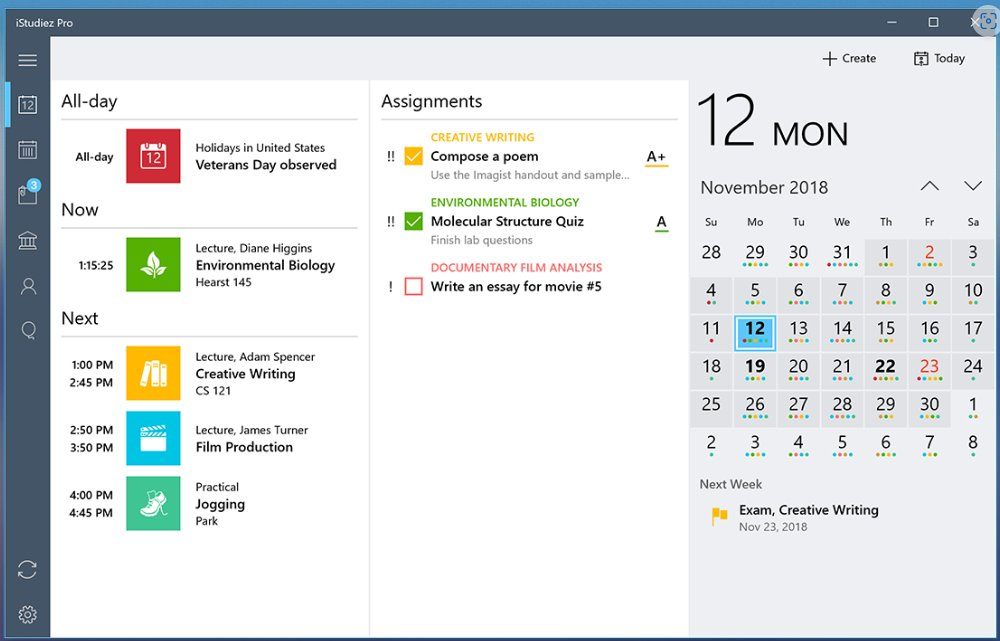 iStudiez Pro
Create
Today
12
3
All-day
All-day
12
Holidays in United States
Veterans Day observed
Now
1:15:25
Lecture, Diane Higgins
Environmental Biology
Hearst 145
Next
1:00 PM
2:45 PM
Lecture, Adam Spencer
Creative Writing
CS 121
2:50 PM
3:50 PM
Lecture, James Turner
Film Production
4:00 PM
4:45 PM
Practical
Jogging
Park
Assignments
CREATIVE WRITING
!! Compose a poem A+
Use the Imagist handout and sample...
ENVIRONMENTAL BIOLOGY
!! Molecular Structure Quiz A
Finish lab questions
DOCUMENTARY FILM ANALYSIS
! Write an essay for movie #5
12 MON
November 2018
Su Mo Tu We Th Fr Sa
28 29 30 31 1 2 3
4 5 6 7 8 9 10
11 12 13 14 15 16 17
18 19 20 21 22 23 24
25 26 27 28 29 30 1
2 3 4 5 6 7 8
Next Week
Exam, Creative Writing
Nov 23, 2018